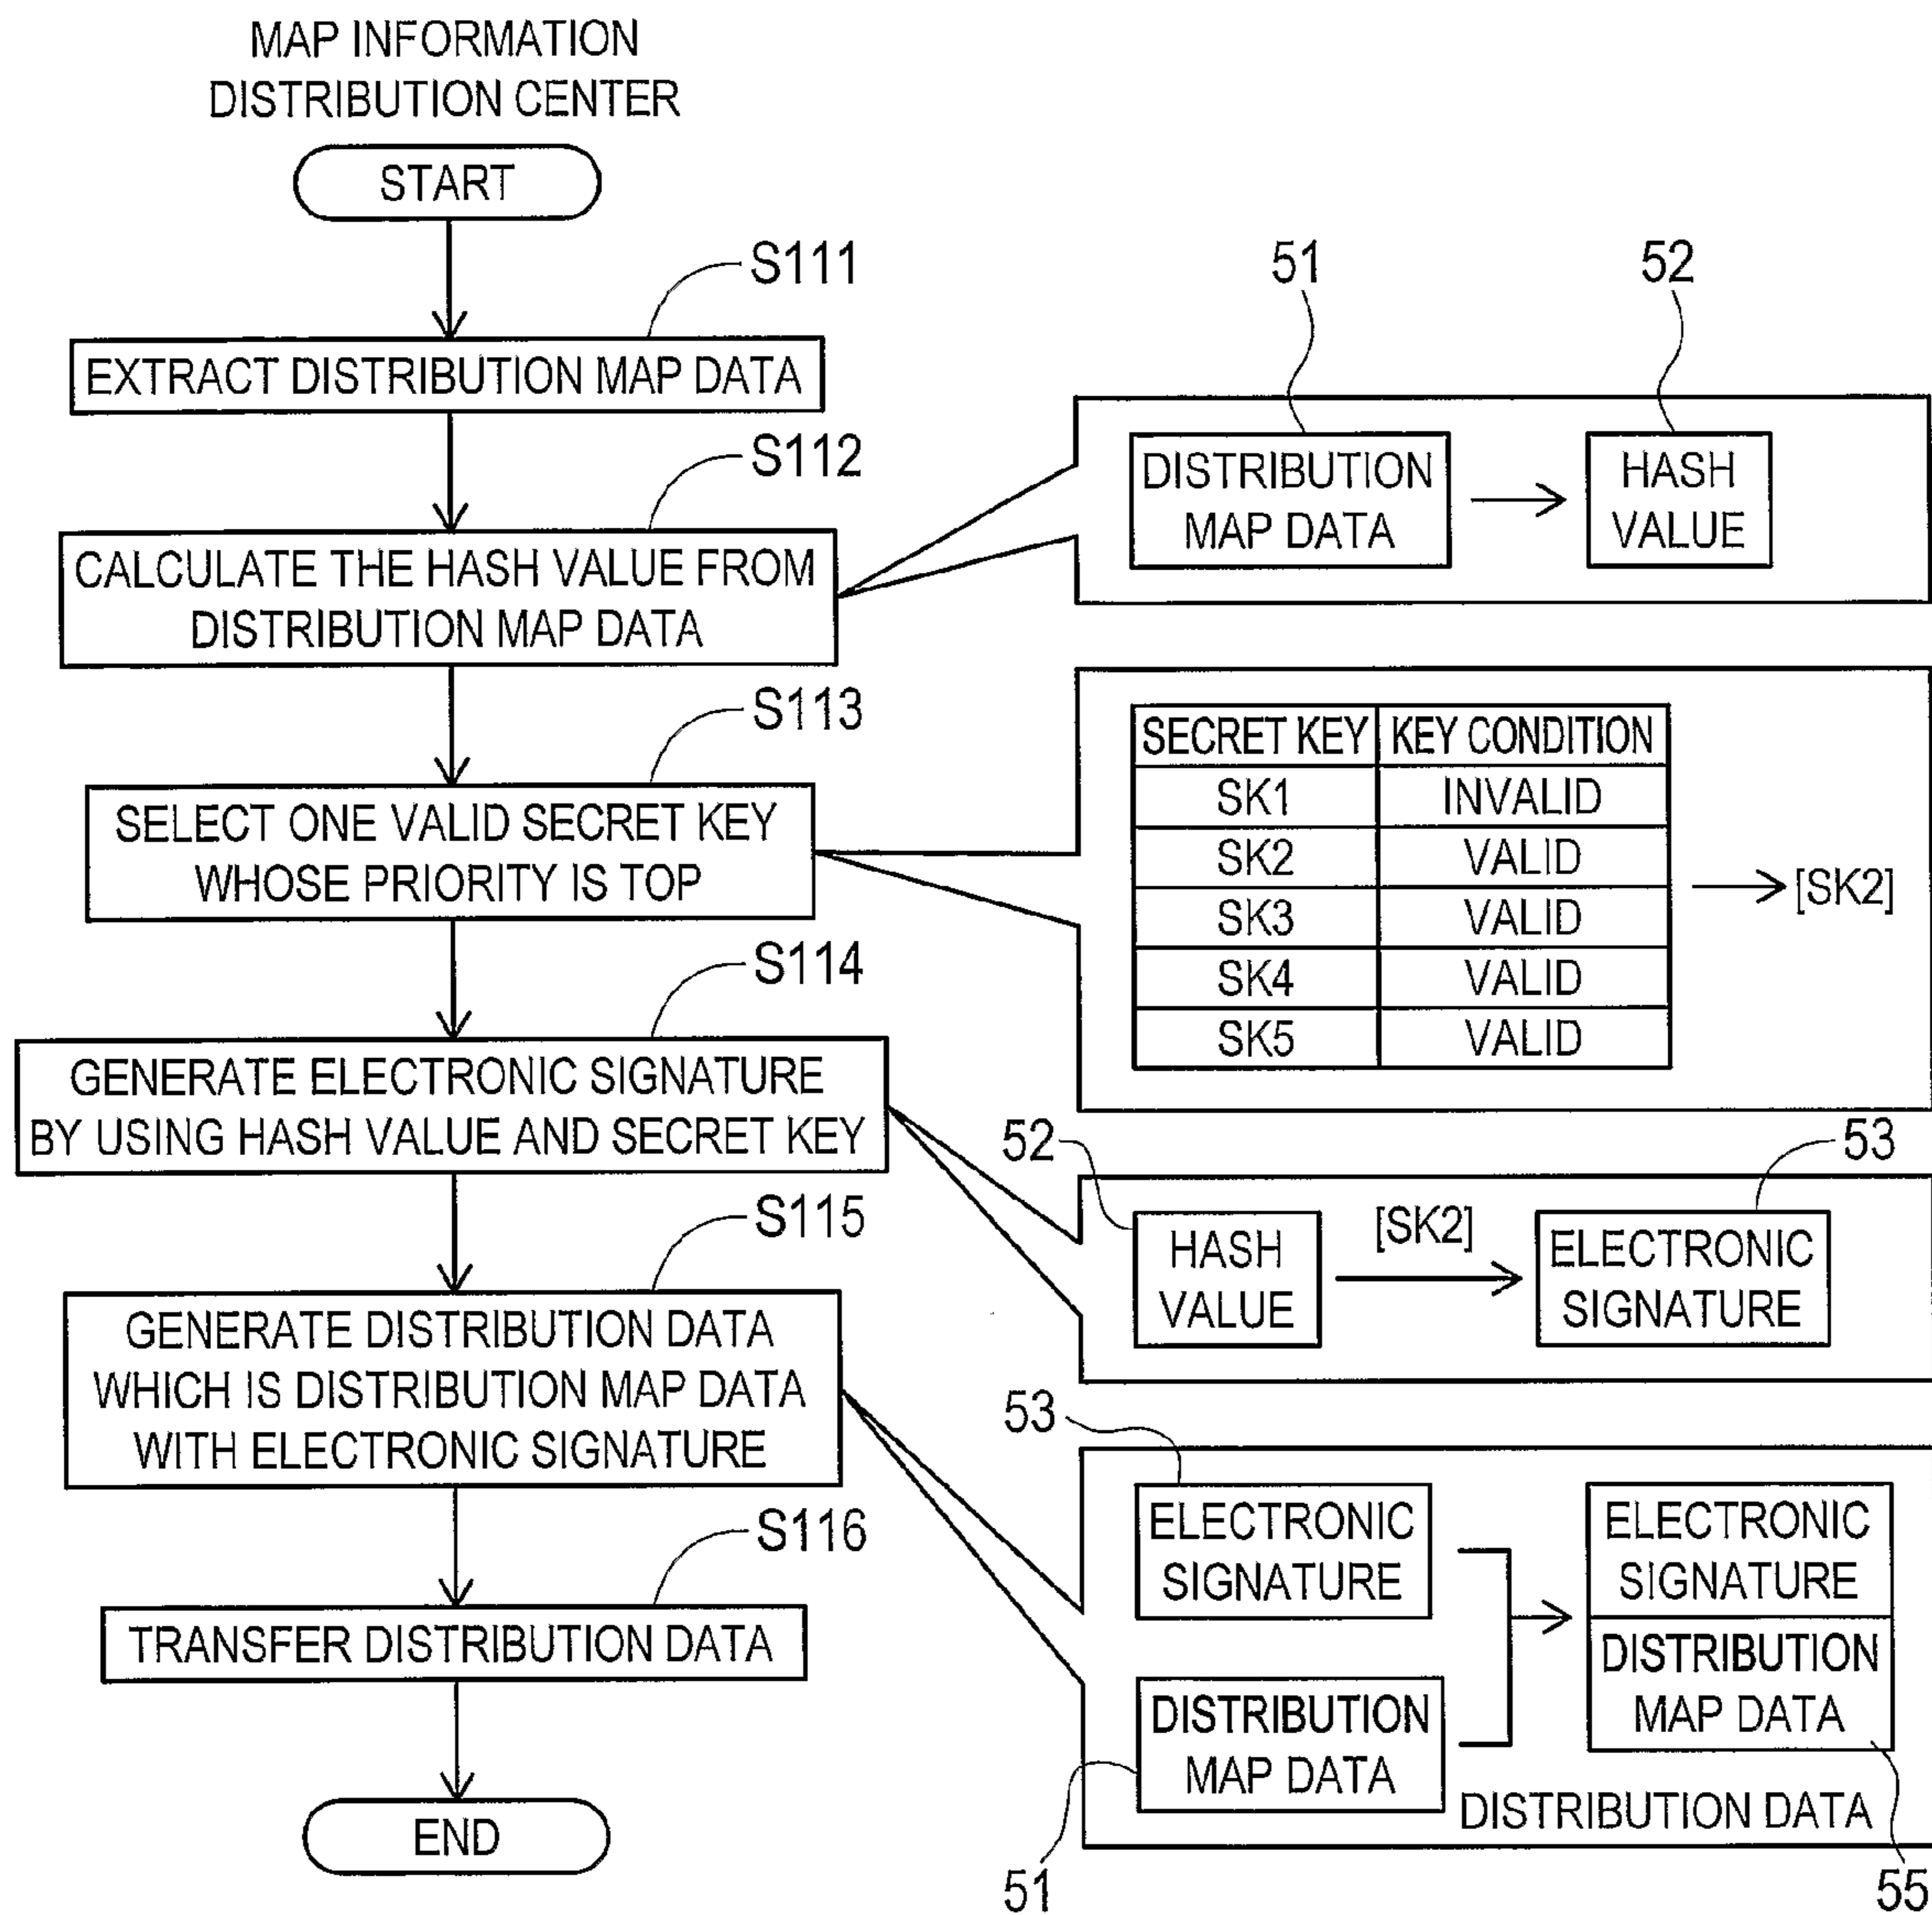 MAP INFORMATION
DISTRIBUTION CENTER
START
S111
EXTRACT DISTRIBUTION MAP DATA
S112
CALCULATE THE HASH VALUE FROM
DISTRIBUTION MAP DATA
S113
SELECT ONE VALID SECRET KEY
WHOSE PRIORITY IS TOP
S114
GENERATE ELECTRONIC SIGNATURE
BY USING HASH VALUE AND SECRET KEY
S115
GENERATE DISTRIBUTION DATA
WHICH IS DISTRIBUTION MAP DATA
WITH ELECTRONIC SIGNATURE
S116
TRANSFER DISTRIBUTION DATA
END
51
52
DISTRIBUTION
MAP DATA
HASH
VALUE
SECRET KEY KEY CONDITION
SK1 INVALID
SK2 VALID
SK3 VALID
SK4 VALID
SK5 VALID
[SK2]
52
53
HASH
VALUE
[SK2]
ELECTRONIC
SIGNATURE
53
ELECTRONIC
SIGNATURE
DISTRIBUTION
MAP DATA
51
ELECTRONIC
SIGNATURE
DISTRIBUTION
MAP DATA
DISTRIBUTION DATA
55